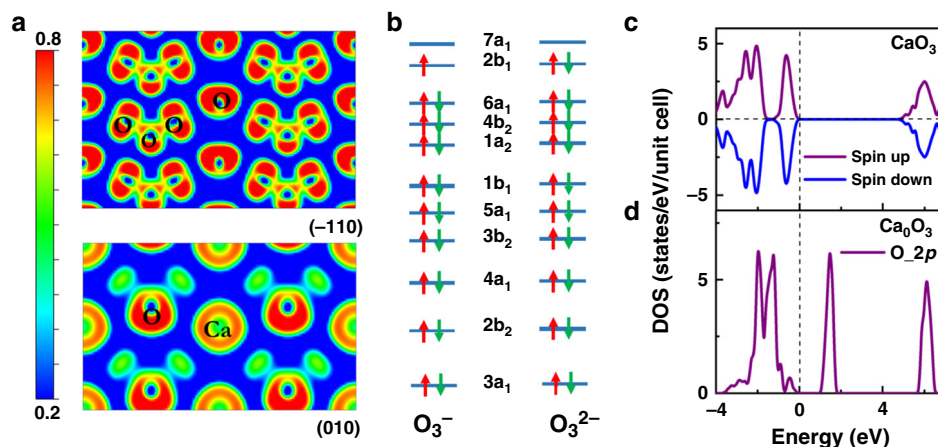 a
0.8
O
O
O
O
(−110)
O
Ca
0.2
(010)
b
7a₁
2b₁
6a₁
4b₂
1a₂
1b₁
5a₁
3b₂
4a₁
2b₂
3a₁
O₃⁻
O₃²⁻
c
CaO₃
5
0
Spin up
Spin down
−5
d
Ca₀O₃
O_2p
5
0
DOS (states/eV/unit cell)
−4
0
4
Energy (eV)